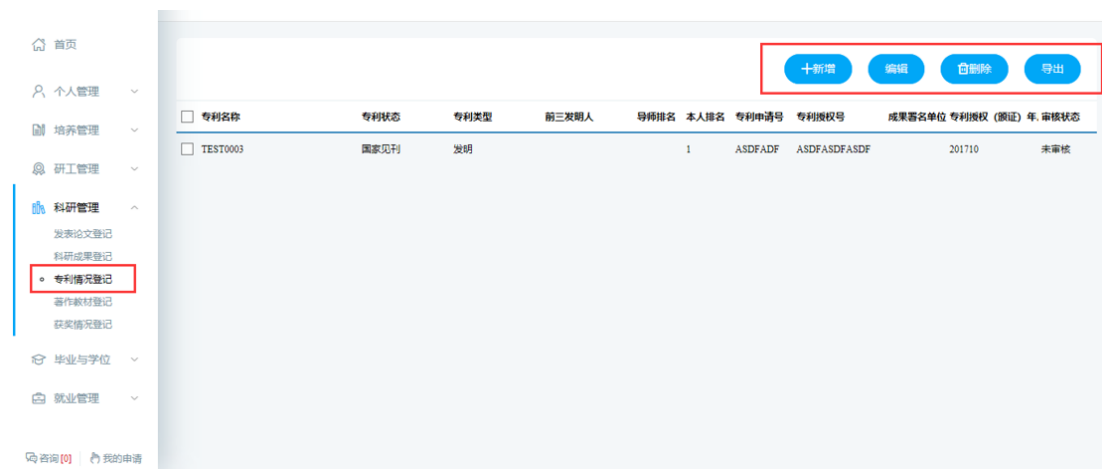 首页
个人管理
培养管理
研工管理
科研管理
发表论文登记
科研成果登记
专利情况登记
著作教材登记
获奖情况登记
毕业与学位
就业管理
咨询[0] 我的申请
+新增 编辑 删除 导出
专利名称 专利状态 专利类型 前三发明人 导师排名 本人排名 专利申请号 专利授权号 成果署名单位 专利授权 (颁证) 年, 审核状态
TEST0003 国家见刊 发明 1 ASDFADF ASDFASDFASDF 201710 未审核